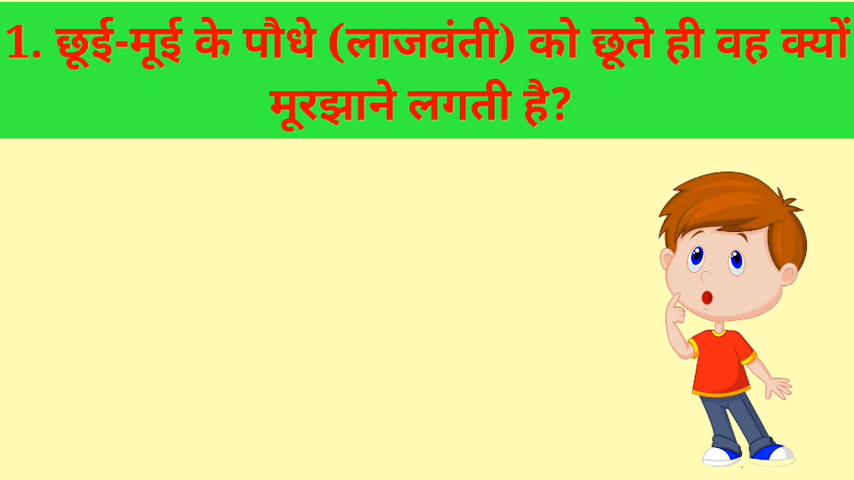 1. छूई-मूई के पौधे (लाजवंती) को छूते ही वह क्यों
मूरझाने लगती है?